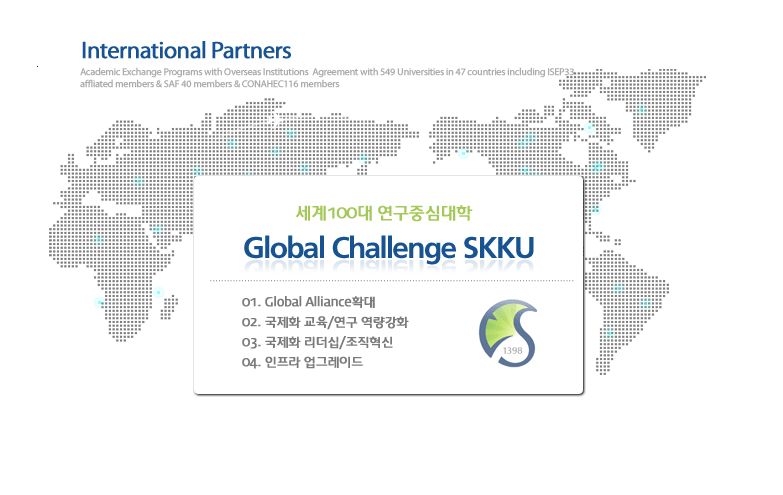 International Partners
Academic Exchange Programs with Overseas Institutions Agreement with 549 Universities in 47 countries including ISEP33
affliated members & SAF 40 members & CONAHEC116 members
세계100대 연구중심대학
Global Challenge SKKU
01. Global Alliance확대
02. 국제화 교육/연구 역량강화
03. 국제화 리더십/조직혁신
04. 인프라 업그레이드
1398